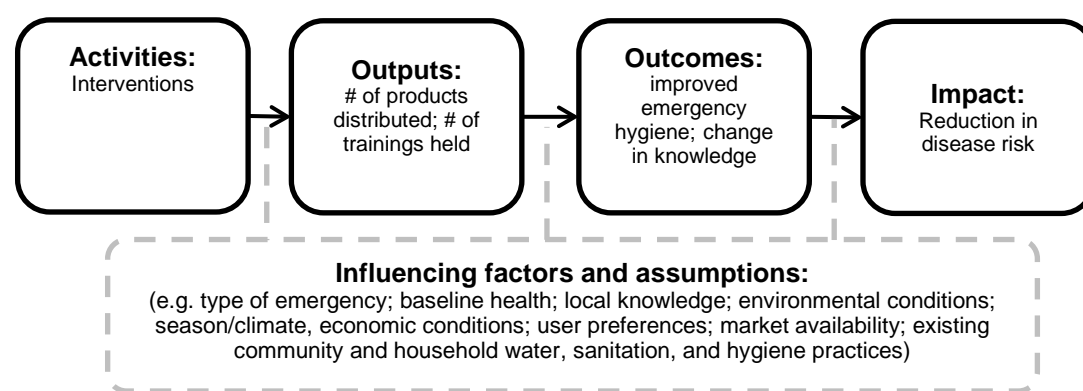 Activities:
Interventions
Outputs:
# of products
distributed; # of
trainings held
Outcomes:
improved
emergency
hygiene; change
in knowledge
Impact:
Reduction in
disease risk
Influencing factors and assumptions:
(e.g. type of emergency; baseline health; local knowledge; environmental conditions;
season/climate, economic conditions; user preferences; market availability; existing
community and household water, sanitation, and hygiene practices)